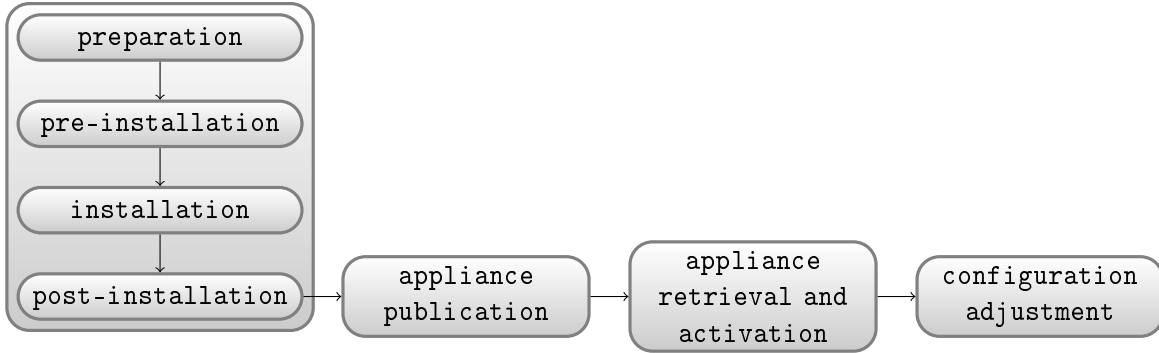 preparation
pre-installation
installation
post-installation
appliance
publication
appliance
retrieval and
activation
configuration
adjustment